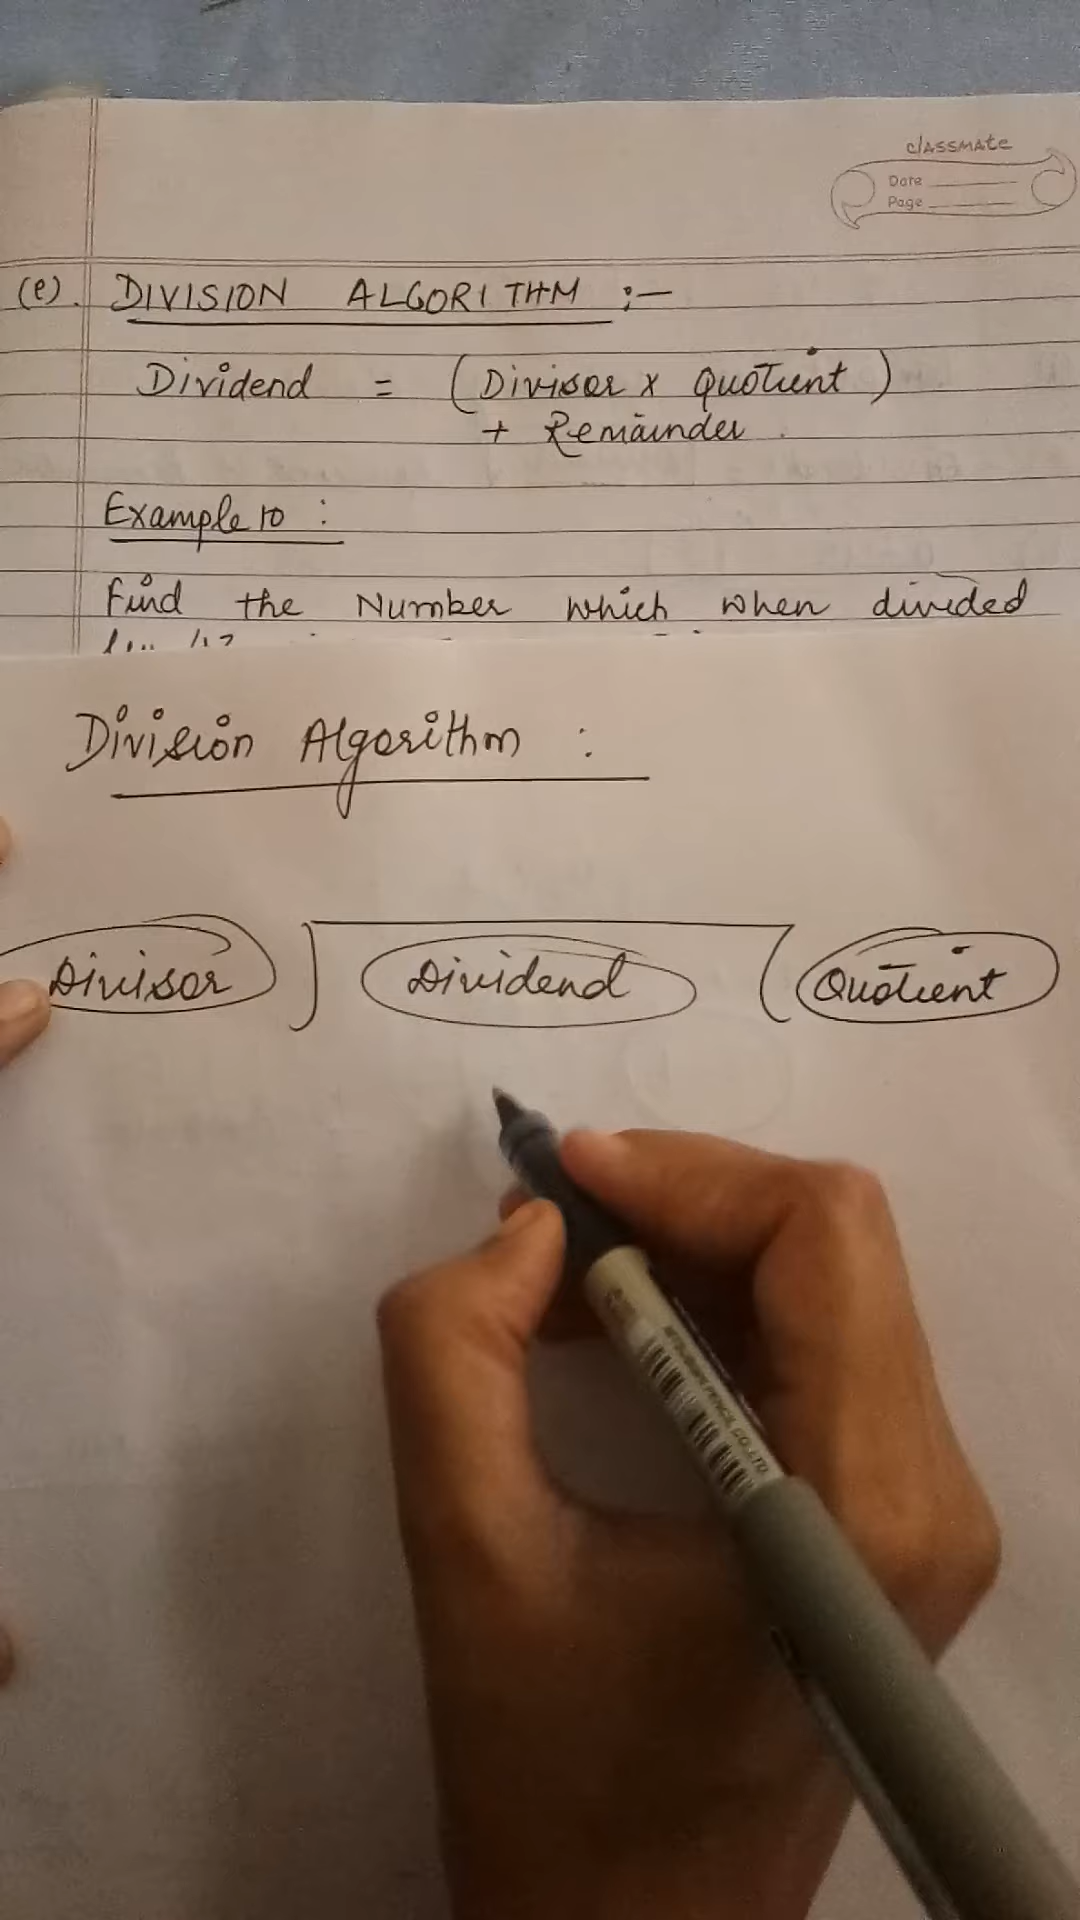 classmate
Date
Page
(e). DIVISION ALGORITHM :-
Dividend = (Divisor x Quotient)
+ Remainder.
Example 10 :
Find the Number which when divided
Division Algorithm :
Divisor Dividend Quotient